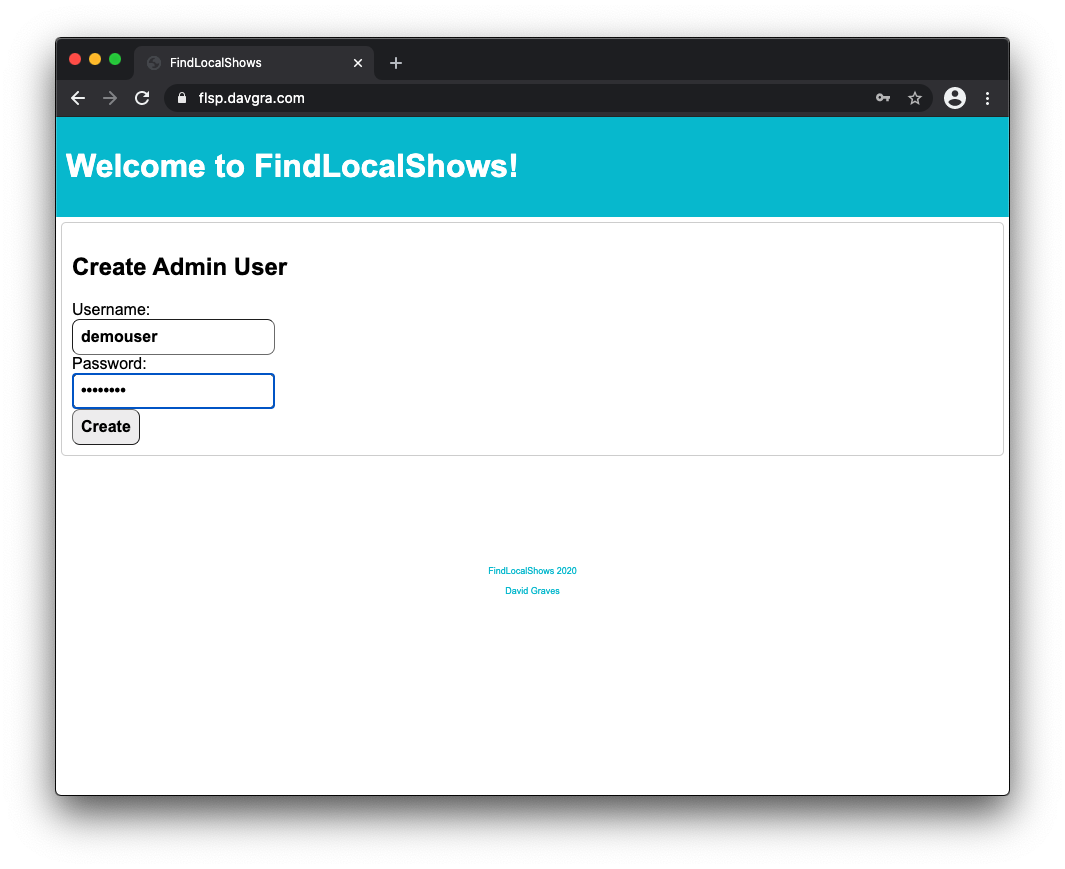 FindLocalShows
flsp.davgra.com
Welcome to FindLocalShows!
Create Admin User
Username:
demouser
Password:
••••••••
Create
FindLocalShows 2020
David Graves